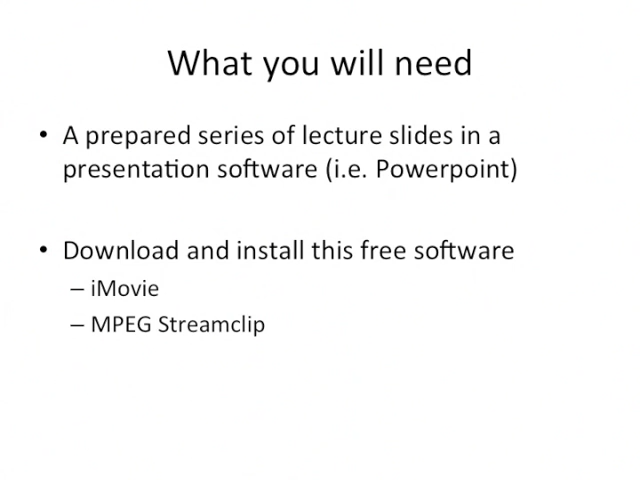 What you will need
• A prepared series of lecture slides in a
presentation software (i.e. Powerpoint)
• Download and install this free software
– iMovie
– MPEG Streamclip